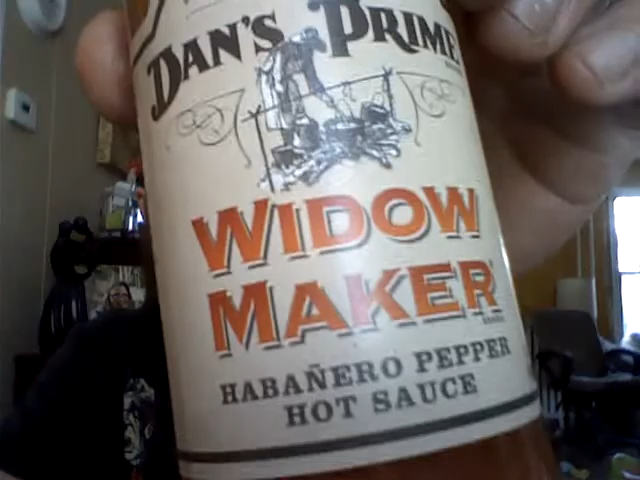 DAN'S PRIME
WIDOW
MAKER
HABAÑERO PEPPER
HOT SAUCE